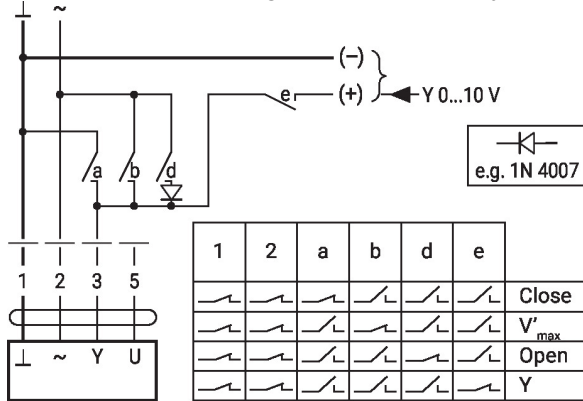 ⊥ ~
(–)
e (+) Y 0...10 V
a b d
e.g. 1N 4007
1 2 a b d e
1 2 3 5
Close
V'max
⊥ ~ Y U
Open
Y